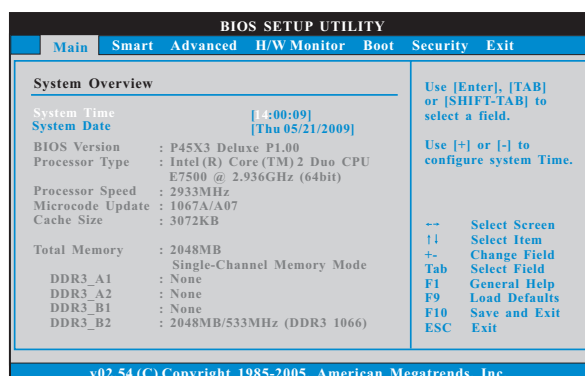 BIOS SETUP UTILITY
Main Smart Advanced H/W Monitor Boot Security Exit
System Overview
System Time [14:00:09]
System Date [Thu 05/21/2009]
BIOS Version : P45X3 Deluxe P1.00
Processor Type : Intel (R) Core (TM) 2 Duo CPU
E7500 @ 2.936GHz (64bit)
Processor Speed : 2933MHz
Microcode Update : 1067A/A07
Cache Size : 3072KB
Total Memory : 2048MB
Single-Channel Memory Mode
DDR3_A1 : None
DDR3_A2 : None
DDR3_B1 : None
DDR3_B2 : 2048MB/533MHz (DDR3 1066)
Use [Enter], [TAB]
or [SHIFT-TAB] to
select a field.
Use [+] or [-] to
configure system Time.
←→ Select Screen
↑↓ Select Item
+- Change Field
Tab Select Field
F1 General Help
F9 Load Defaults
F10 Save and Exit
ESC Exit
v02.54 (C) Copyright 1985-2005, American Megatrends, Inc.